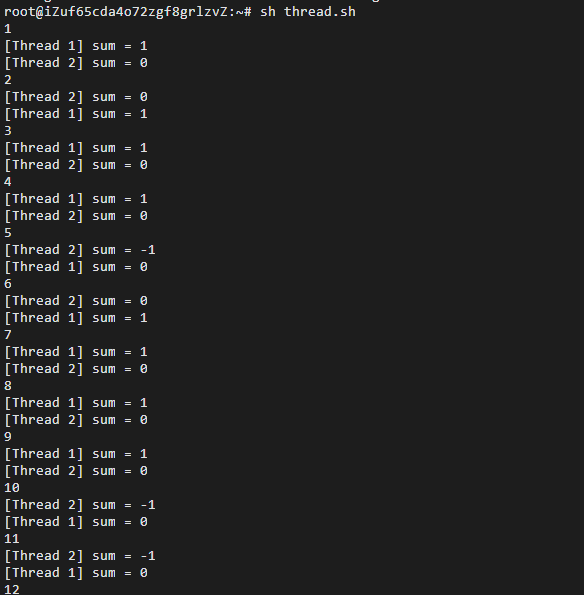 root@iZuf65cda4o72zgf8grlzvZ:~# sh thread.sh
1
[Thread 1] sum = 1
[Thread 2] sum = 0
2
[Thread 2] sum = 0
[Thread 1] sum = 1
3
[Thread 1] sum = 1
[Thread 2] sum = 0
4
[Thread 1] sum = 1
[Thread 2] sum = 0
5
[Thread 2] sum = -1
[Thread 1] sum = 0
6
[Thread 2] sum = 0
[Thread 1] sum = 1
7
[Thread 1] sum = 1
[Thread 2] sum = 0
8
[Thread 1] sum = 1
[Thread 2] sum = 0
9
[Thread 1] sum = 1
[Thread 2] sum = 0
10
[Thread 2] sum = -1
[Thread 1] sum = 0
11
[Thread 2] sum = -1
[Thread 1] sum = 0
12